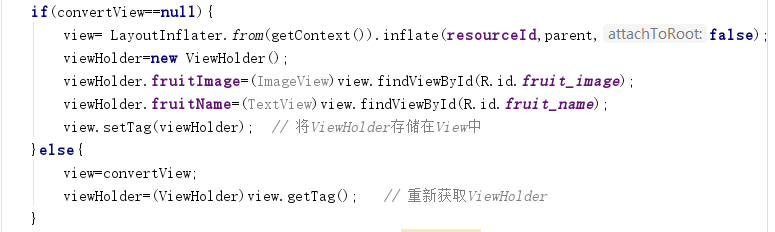 if(convertView==null){
view= LayoutInflater.from(getContext()).inflate(resourceId,parent, attachToRoot: false);
viewHolder=new ViewHolder();
viewHolder.fruitImage=(ImageView)view.findViewById(R.id.fruit_image);
viewHolder.fruitName=(TextView)view.findViewById(R.id.fruit_name);
view.setTag(viewHolder);  // 将ViewHolder存储在View中
}else{
view=convertView;
viewHolder=(ViewHolder)view.getTag();   // 重新获取ViewHolder
}